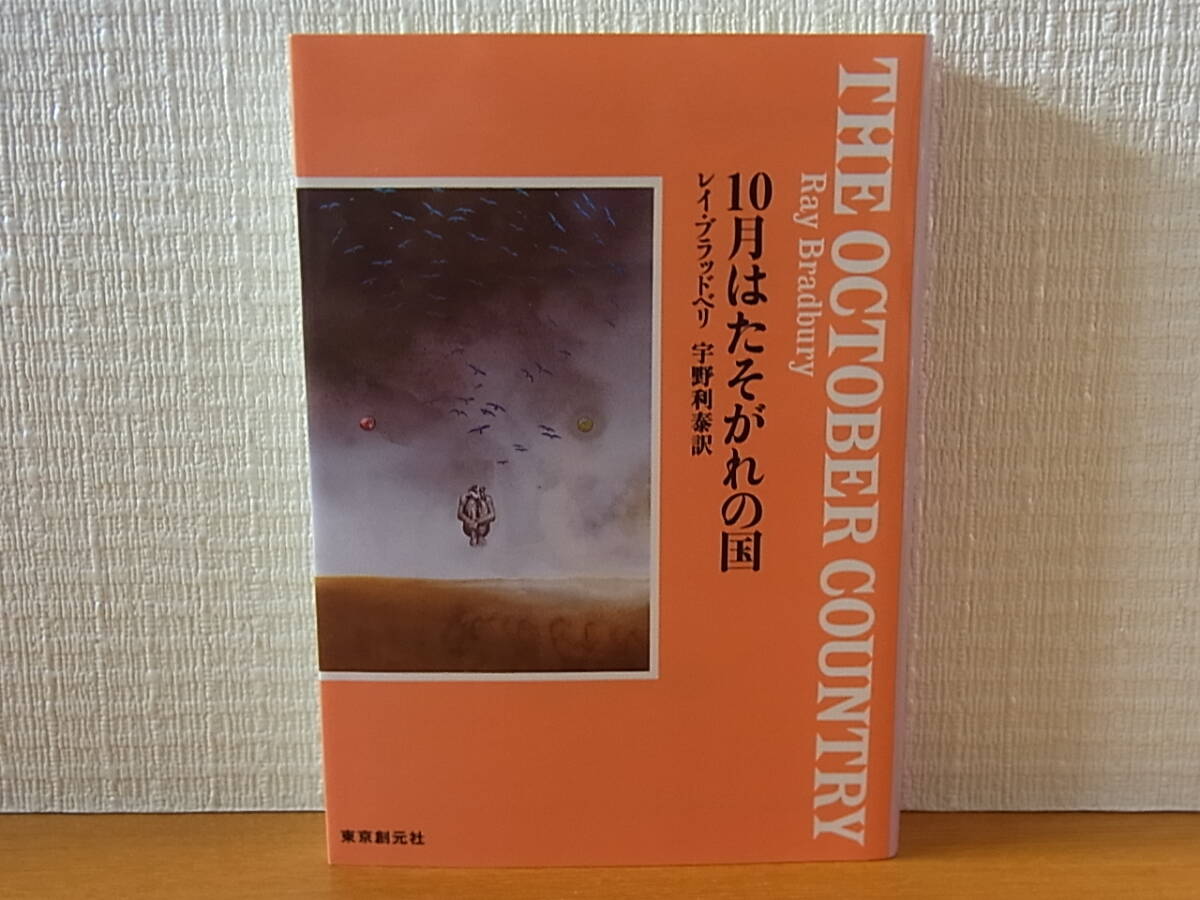 THE OCTOBER COUNTRY
Ray Bradbury
10月はたそがれの国
レイ・ブラッドベリ 宇野利泰訳
東京創元社